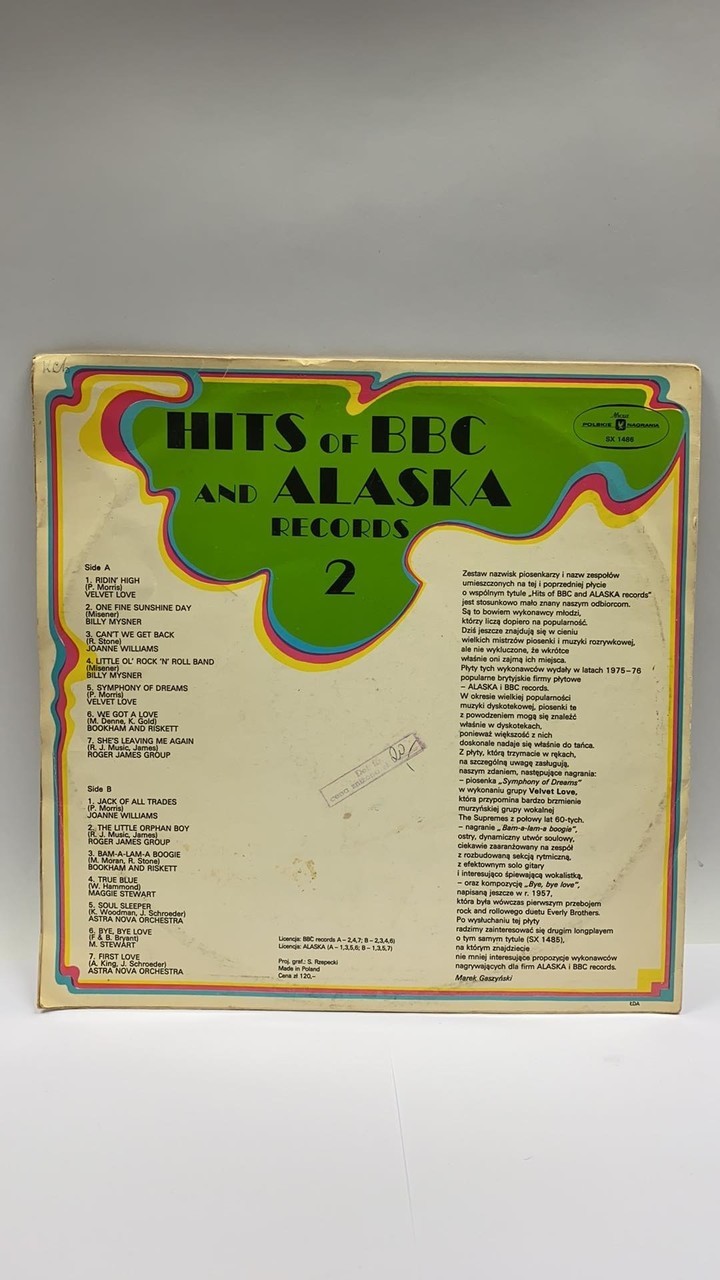 HITS OF BBC
AND ALASKA
RECORDS
2
Muza
POLSKIE NAGRANIA
SX 1486
Side A
1. RIDIN' HIGH
(P. Morris)
VELVET LOVE
2. ONE FINE SUNSHINE DAY
(Misener)
BILLY MYSNER
3. CAN'T WE GET BACK
(R. Stone)
JOANNE WILLIAMS
4. LITTLE OL' ROCK 'N' ROLL BAND
(Misener)
BILLY MYSNER
5. SYMPHONY OF DREAMS
(P. Morris)
VELVET LOVE
6. WE GOT A LOVE
(M. Denne, K. Gold)
BOOKHAM AND RISKETT
7. SHE'S LEAVING ME AGAIN
(R. J. Music, James)
ROGER JAMES GROUP
Side B
1. JACK OF ALL TRADES
(P. Morris)
JOANNE WILLIAMS
2. THE LITTLE ORPHAN BOY
(R. J. Music, James)
ROGER JAMES GROUP
3. BAM-A-LAM-A BOOGIE
(M. Moran, R. Stone)
BOOKHAM AND RISKETT
4. TRUE BLUE
(W. Hammond)
MAGGIE STEWART
5. SOUL SLEEPER
(K. Woodman, J. Schroeder)
ASTRA NOVA ORCHESTRA
6. BYE, BYE LOVE
(F & B. Bryant)
M. STEWART
7. FIRST LOVE
(A. King, J. Schroeder)
ASTRA NOVA ORCHESTRA
Licencja: BBC records A – 2,4,7; B – 2,3,4,6)
Licencja: ALASKA (A – 1,3,5,6; B – 1,3,5,7)
Proj. graf.: S. Rzepecki
Made in Poland
Cena zł 120,–
Zestaw nazwisk piosenkarzy i nazw zespołów
umieszczonych na tej i poprzedniej płycie
o wspólnym tytule „Hits of BBC and ALASKA records"
jest stosunkowo mało znany naszym odbiorcom.
Są to bowiem wykonawcy młodzi,
którzy liczą dopiero na popularność.
Dziś jeszcze znajdują się w cieniu
wielkich mistrzów piosenki i muzyki rozrywkowej,
ale nie wykluczone, że wkrótce
właśnie oni zajmą ich miejsca.
Płyty tych wykonawców wydały w latach 1975–76
popularne brytyjskie firmy płytowe
– ALASKA i BBC records.
W okresie wielkiej popularności
muzyki dyskotekowej, piosenki te
z powodzeniem mogą się znaleźć
właśnie w dyskotekach,
ponieważ większość z nich
doskonale nadaje się właśnie do tańca.
Z płyty, którą trzymacie w rękach,
na szczególną uwagę zasługują,
naszym zdaniem, następujące nagrania:
– piosenka „Symphony of Dreams"
w wykonaniu grupy Velvet Love,
która przypomina bardzo brzmienie
murzyńskiej grupy wokalnej
The Supremes z połowy lat 60-tych.
– nagranie „Bam-a-lam-a boogie",
ostry, dynamiczny utwór soulowy,
ciekawie zaaranżowany na zespół
z rozbudowaną sekcją rytmiczną,
z efektownym solo gitary
i interesująco śpiewającą wokalistką,
– oraz kompozycję „Bye, bye love",
napisaną jeszcze w r. 1957,
która była wówczas pierwszym przebojem
rock and rollowego duetu Everly Brothers.
Po wysłuchaniu tej płyty
radzimy zainteresować się drugim longplayem
o tym samym tytule (SX 1485),
na którym znajdziecie
nie mniej interesujące propozycje wykonawców
nagrywających dla firm ALASKA i BBC records.
Marek Gaszyński